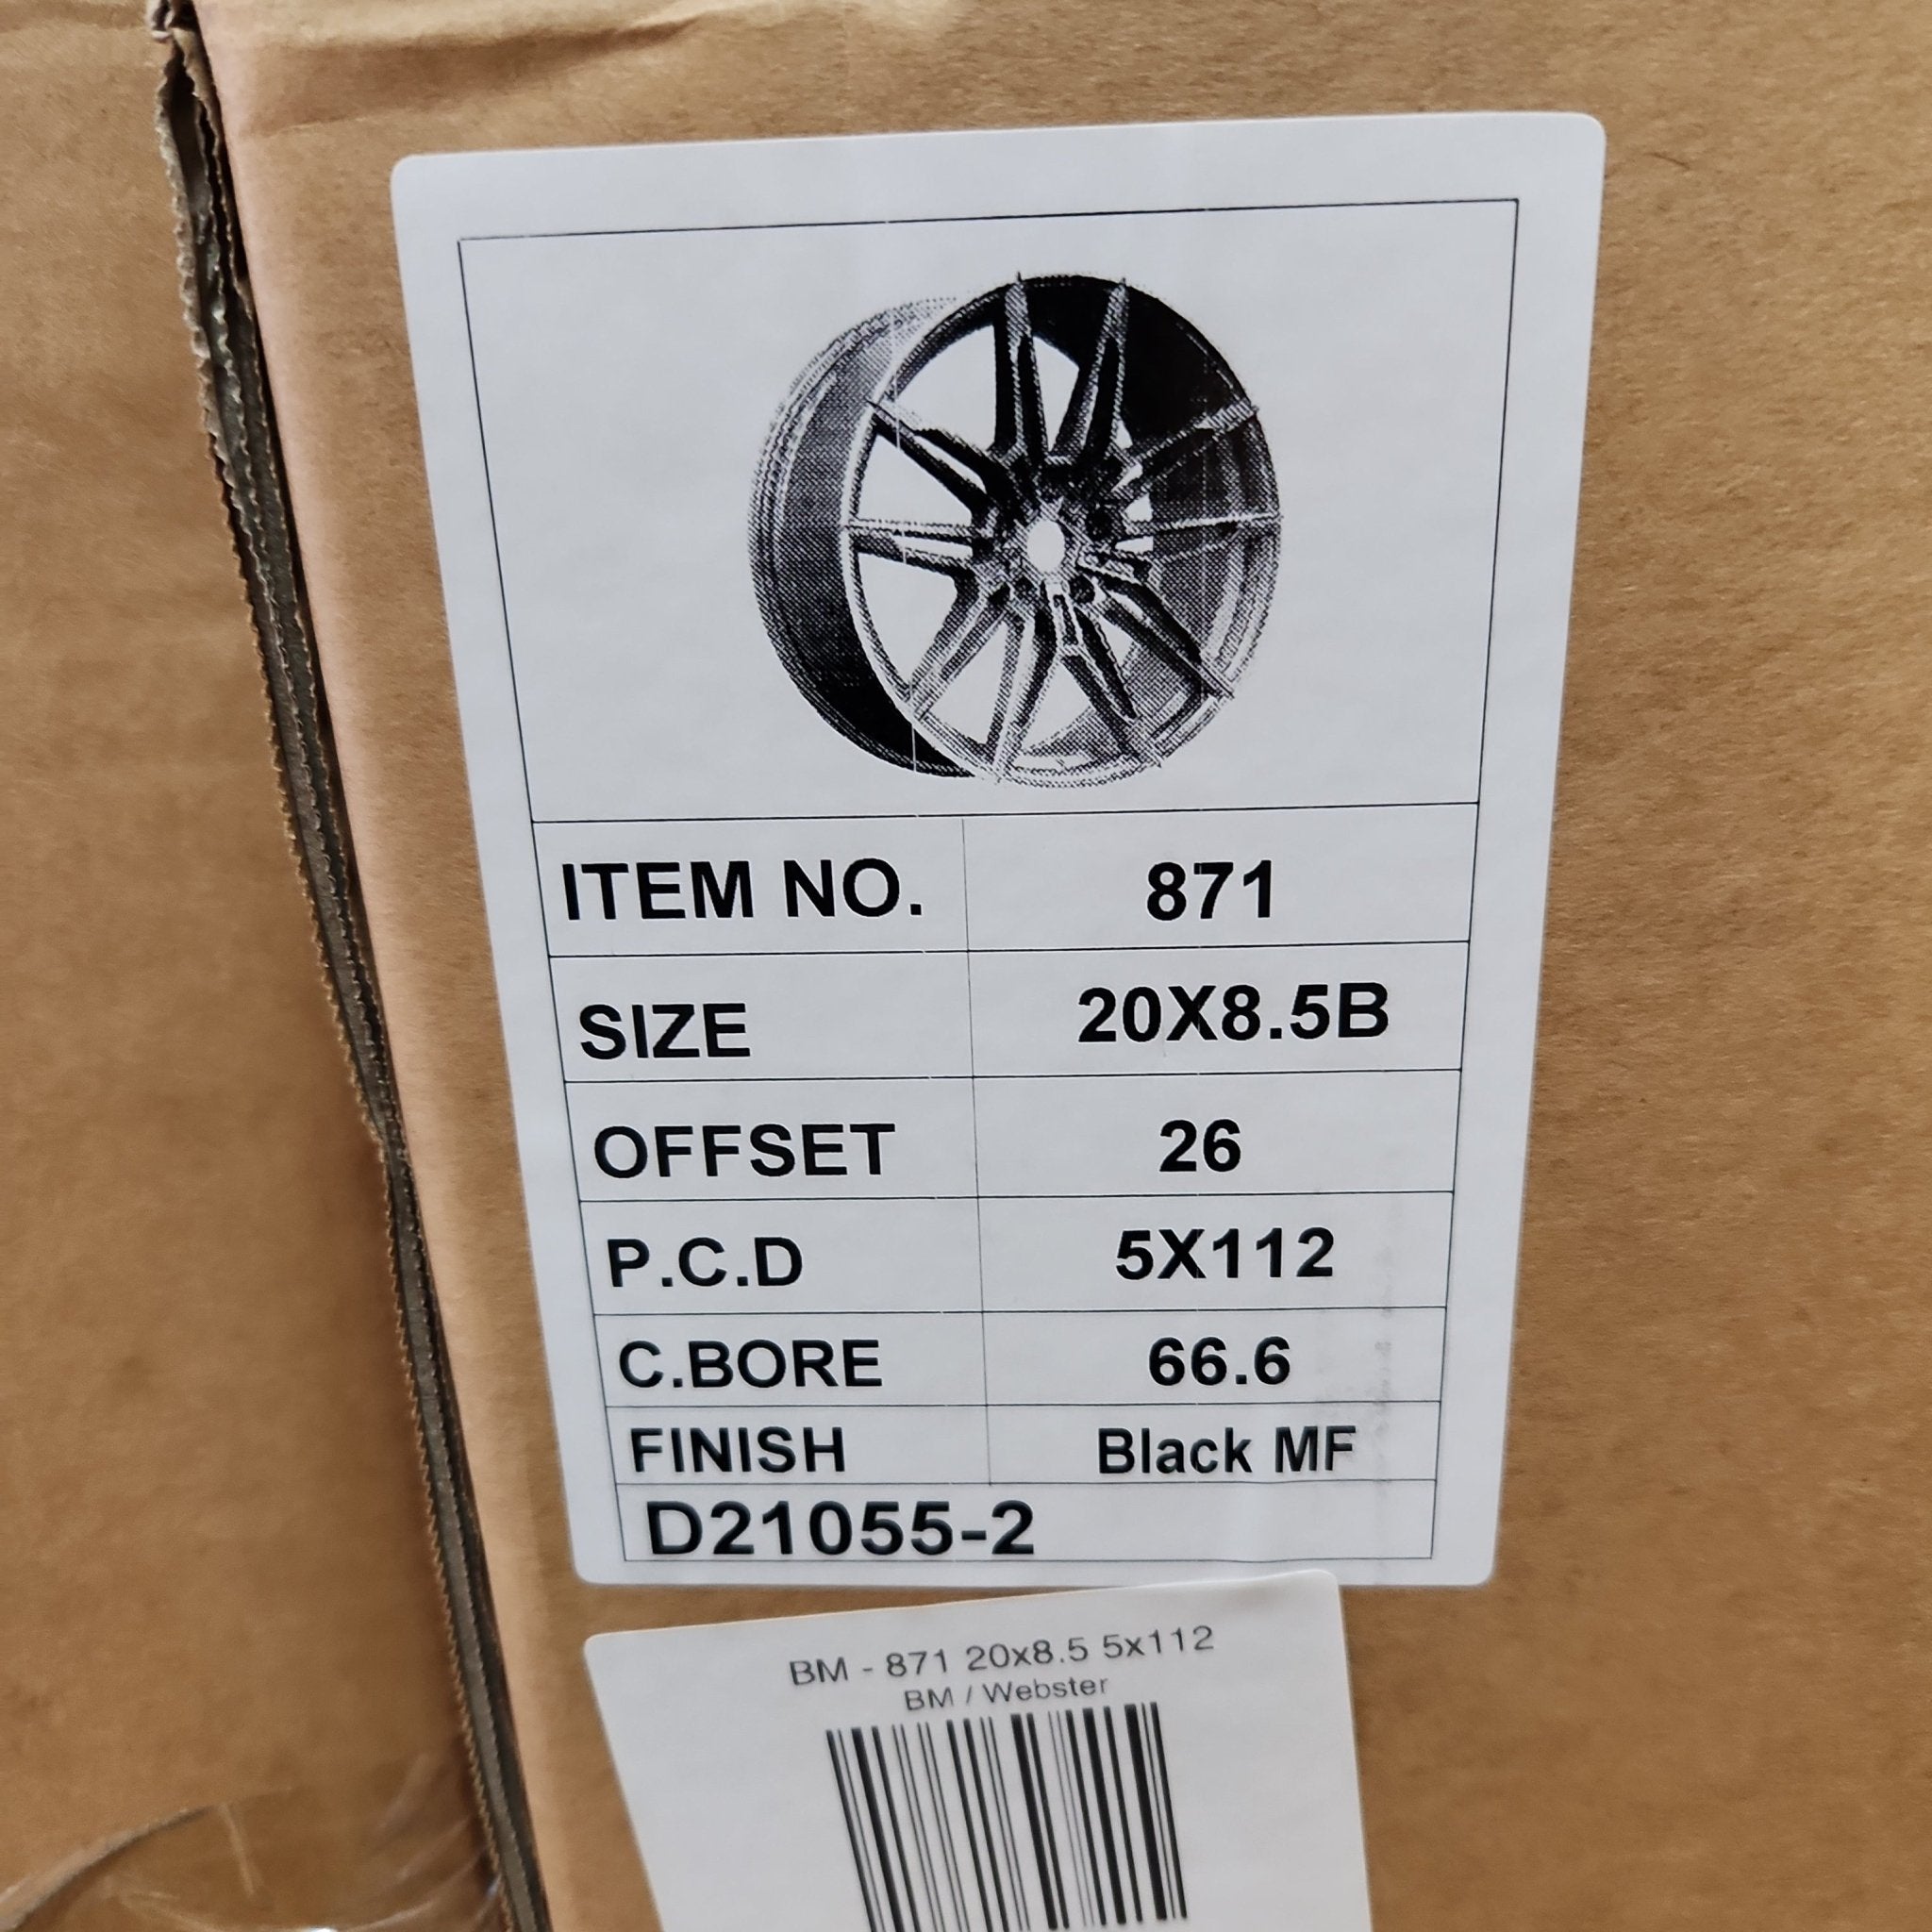 ITEM NO. 871
SIZE 20X8.5B
OFFSET 26
P.C.D 5X112
C.BORE 66.6
FINISH Black MF
D21055-2
BM - 871 20x8.5 5x112
BM / Webster